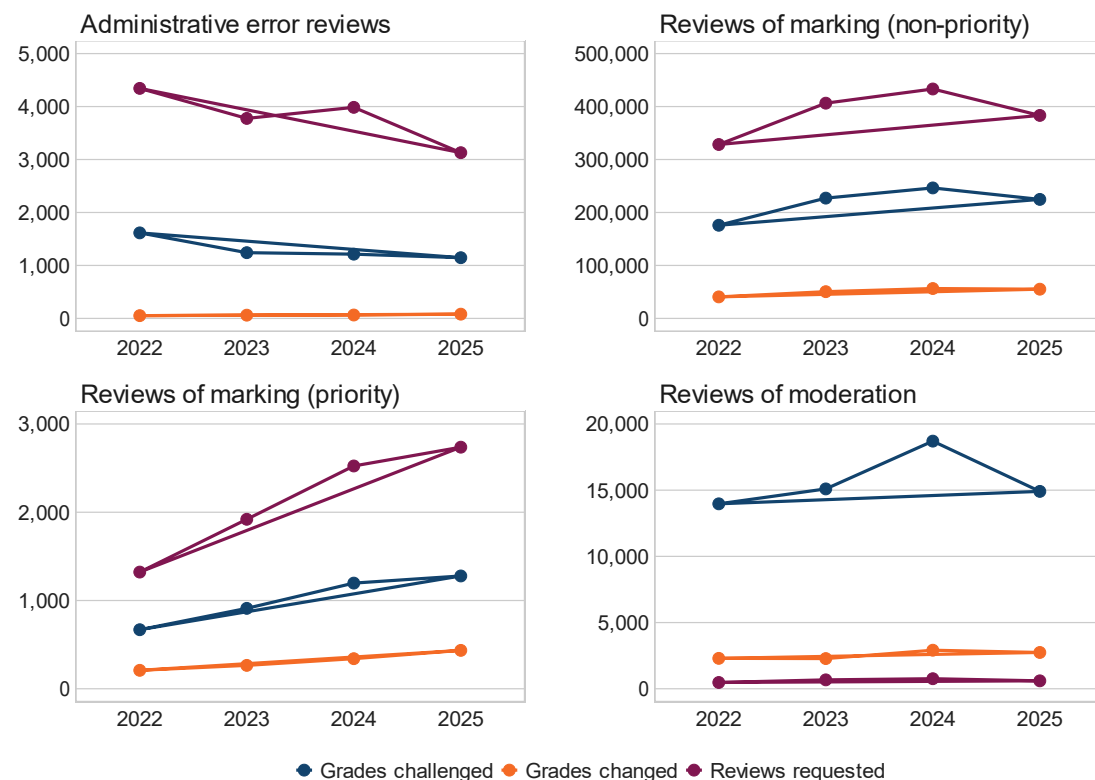 Administrative error reviews
5,000
4,000
3,000
2,000
1,000
0
2022 2023 2024 2025
Reviews of marking (non-priority)
500,000
400,000
300,000
200,000
100,000
0
2022 2023 2024 2025
Reviews of marking (priority)
3,000
2,000
1,000
0
2022 2023 2024 2025
Reviews of moderation
20,000
15,000
10,000
5,000
0
2022 2023 2024 2025
Grades challenged Grades changed Reviews requested